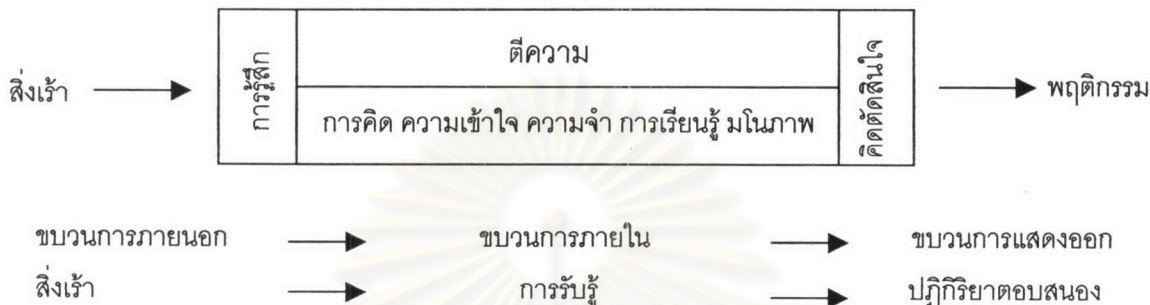 ตีความ
สิ่งเร้า
การรู้สึก
คิดตัดสินใจ
พฤติกรรม
การคิด ความเข้าใจ ความจำ การเรียนรู้ มโนภาพ
ขบวนการภายนอก ขบวนการภายใน ขบวนการแสดงออก
สิ่งเร้า การรับรู้ ปฏิกิริยาตอบสนอง